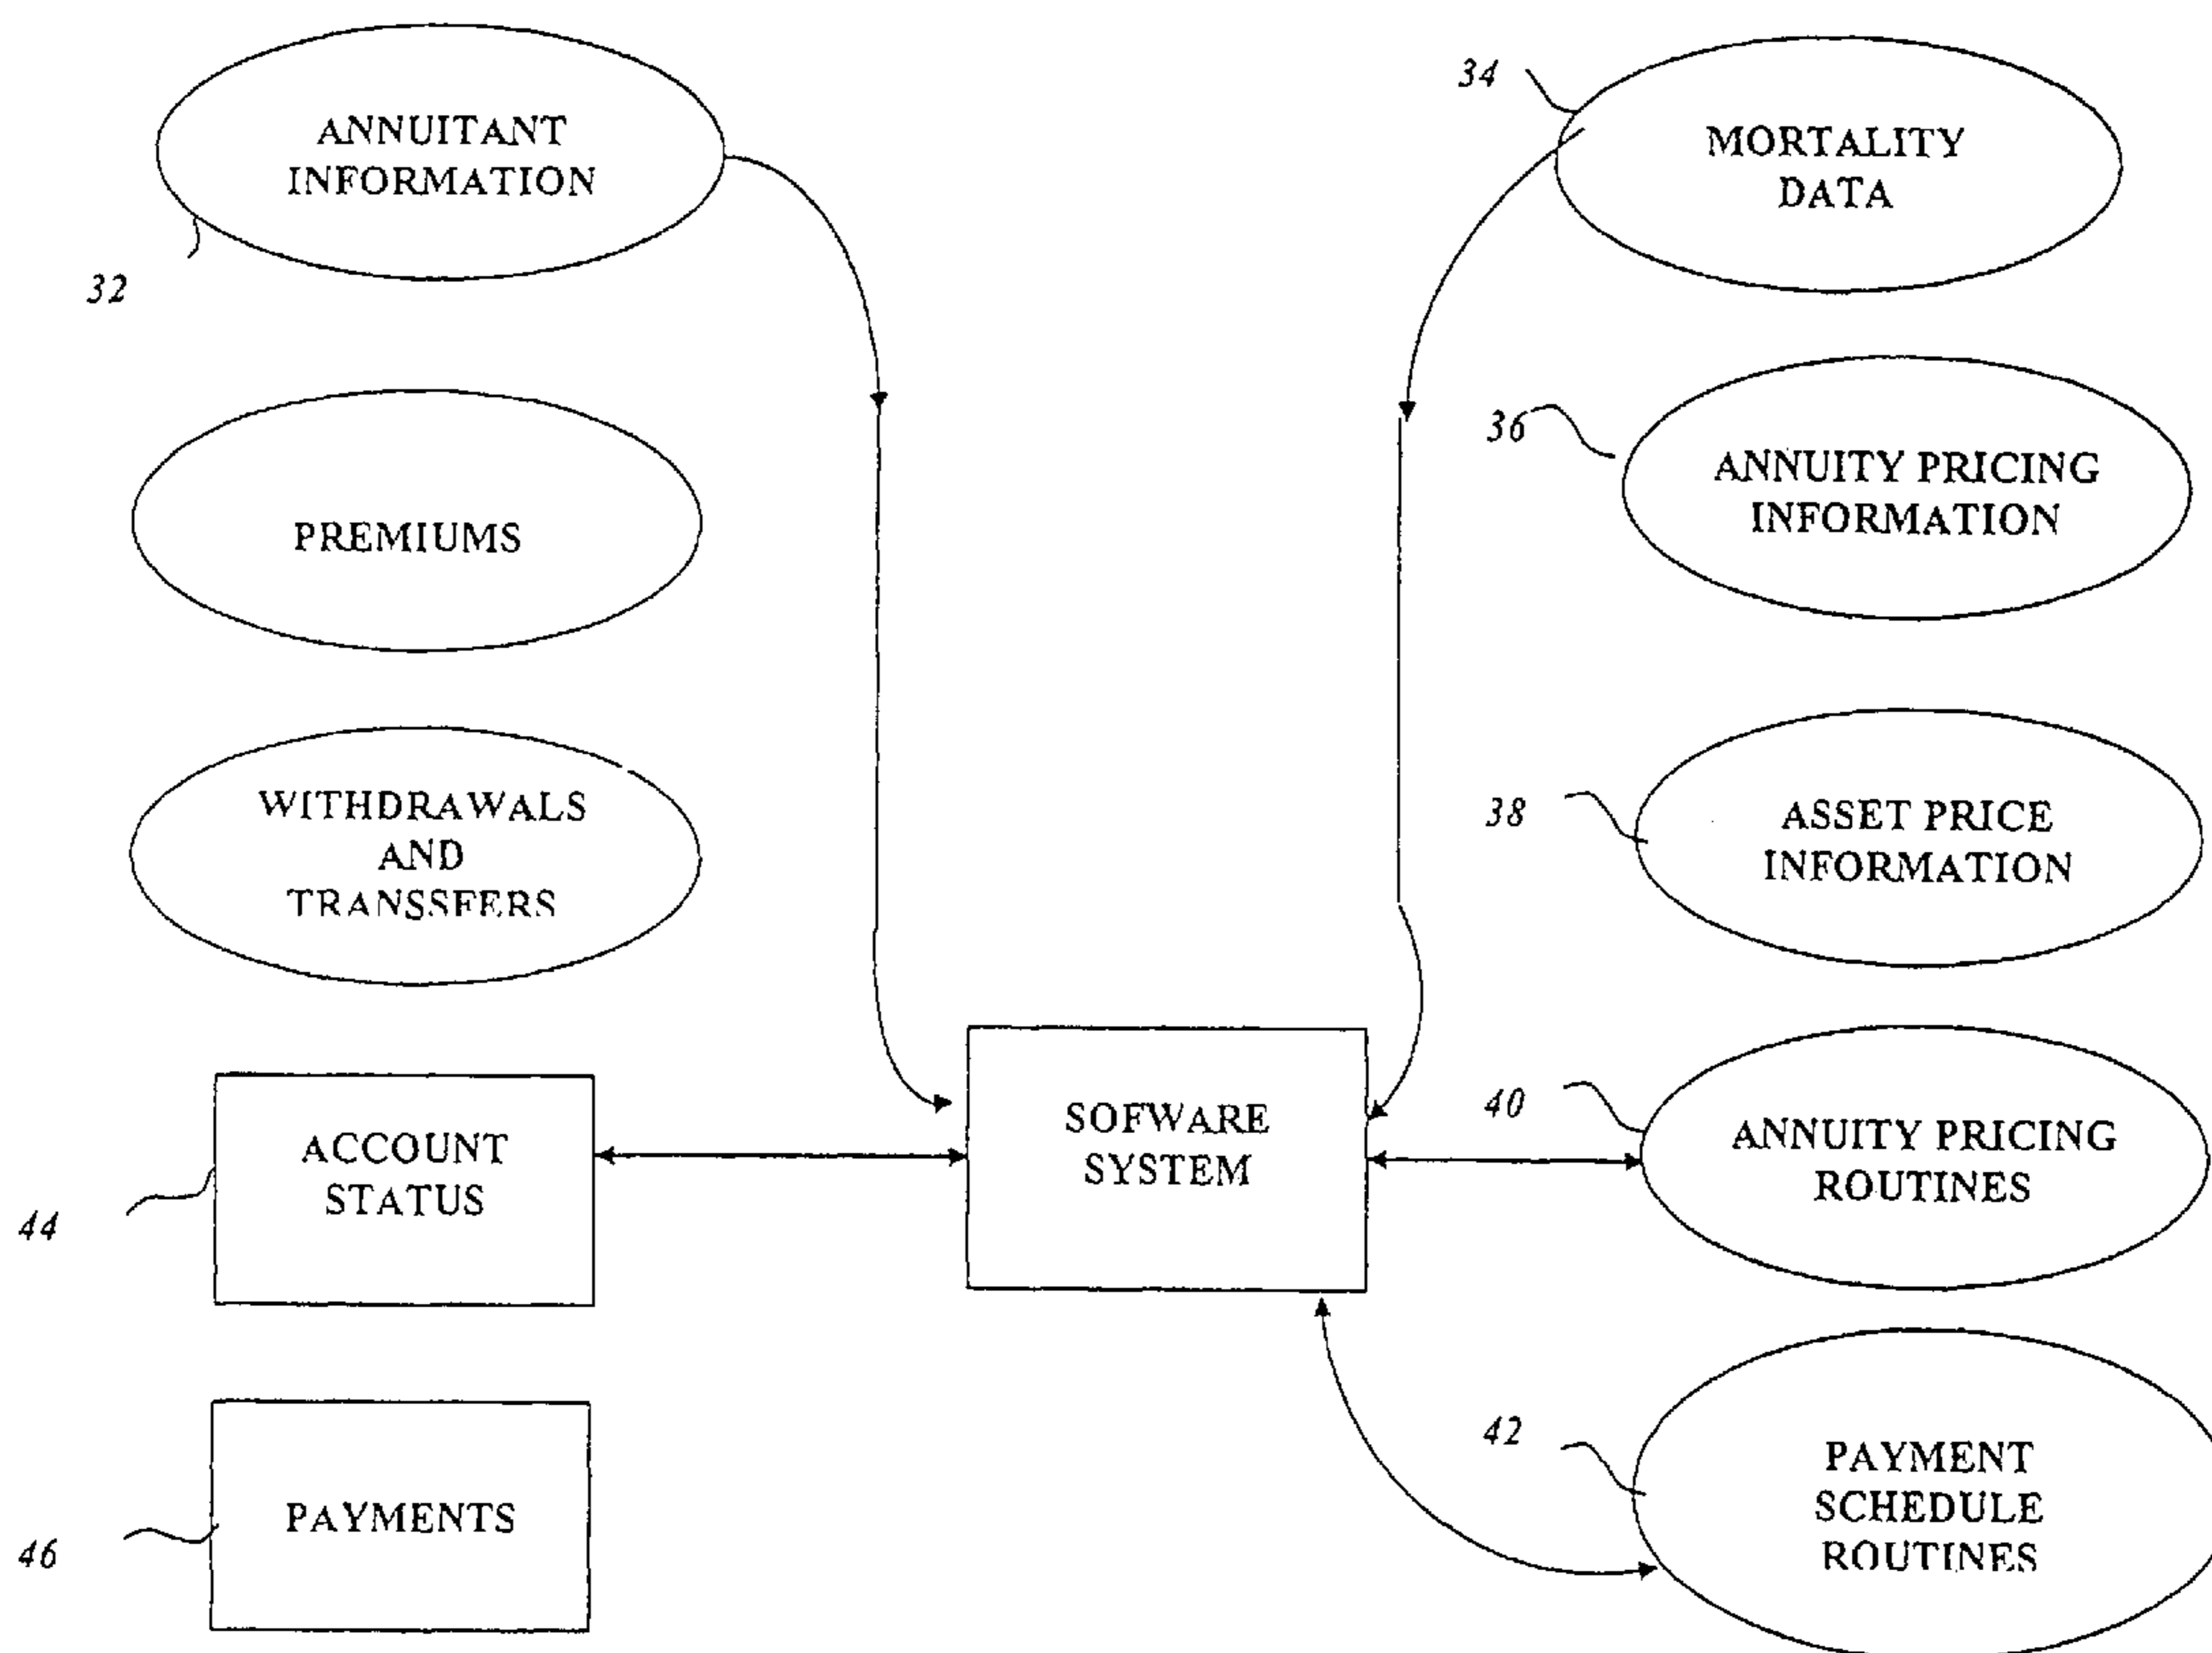 ANNUITANT
INFORMATION
32
PREMIUMS
WITHDRAWALS
AND
TRANSSFERS
ACCOUNT
STATUS
44
PAYMENTS
46
SOFWARE
SYSTEM
34
MORTALITY
DATA
36
ANNUITY PRICING
INFORMATION
38
ASSET PRICE
INFORMATION
40
ANNUITY PRICING
ROUTINES
42
PAYMENT
SCHEDULE
ROUTINES